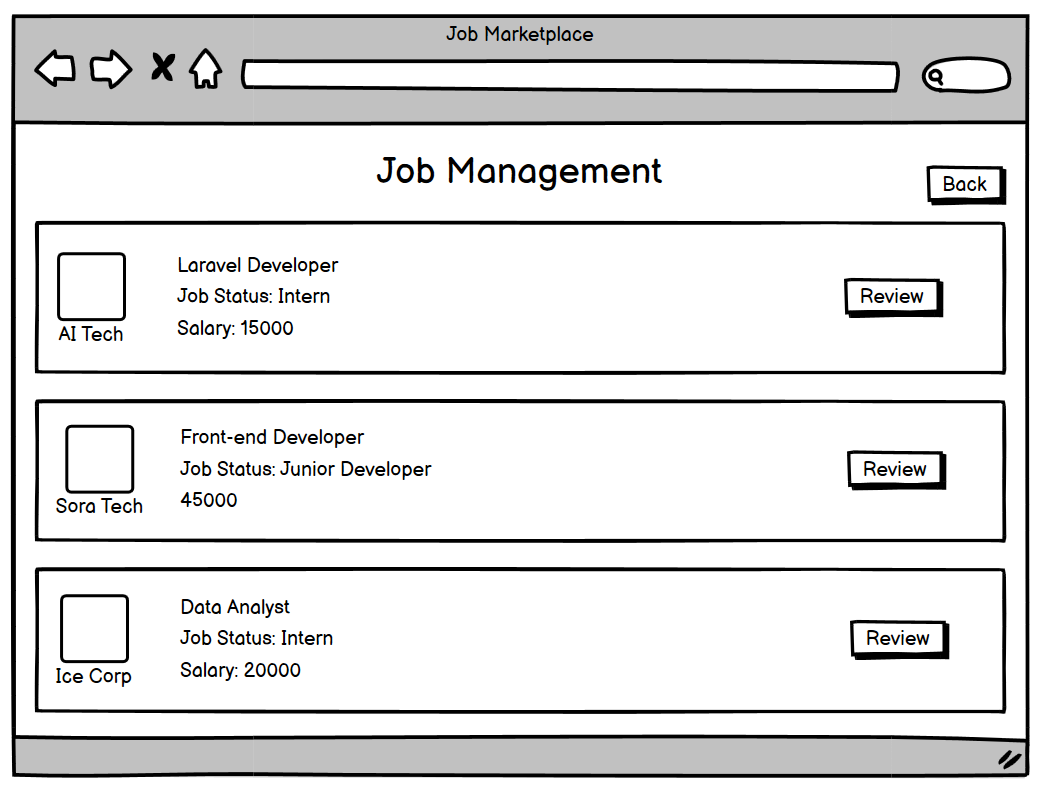 Job Marketplace
Job Management
Back
Laravel Developer
Job Status: Intern
Salary: 15000
AI Tech
Review
Front-end Developer
Job Status: Junior Developer
45000
Sora Tech
Review
Data Analyst
Job Status: Intern
Salary: 20000
Ice Corp
Review